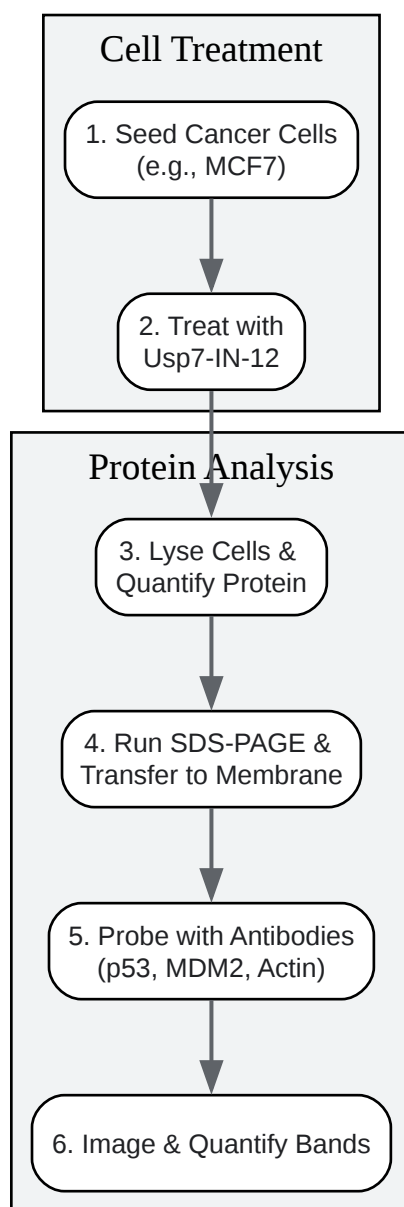 Cell Treatment
1. Seed Cancer Cells
(e.g., MCF7)
2. Treat with
Usp7-IN-12
Protein Analysis
3. Lyse Cells &
Quantify Protein
4. Run SDS-PAGE &
Transfer to Membrane
5. Probe with Antibodies
(p53, MDM2, Actin)
6. Image & Quantify Bands